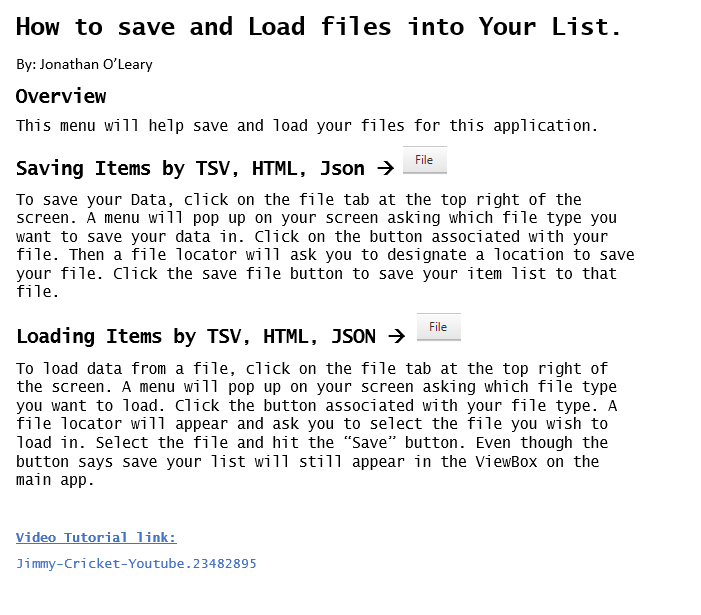 How to save and Load files into Your List.
By: Jonathan O’Leary
Overview
This menu will help save and load your files for this application.
Saving Items by TSV, HTML, Json → File
To save your Data, click on the file tab at the top right of the
screen. A menu will pop up on your screen asking which file type you
want to save your data in. Click on the button associated with your
file. Then a file locator will ask you to designate a location to save
your file. Click the save file button to save your item list to that
file.
Loading Items by TSV, HTML, JSON → File
To load data from a file, click on the file tab at the top right of
the screen. A menu will pop up on your screen asking which file type
you want to load. Click the button associated with your file type. A
file locator will appear and ask you to select the file you wish to
load in. Select the file and hit the “Save” button. Even though the
button says save your list will still appear in the ViewBox on the
main app.
Video Tutorial link:
Jimmy-Cricket-Youtube.23482895